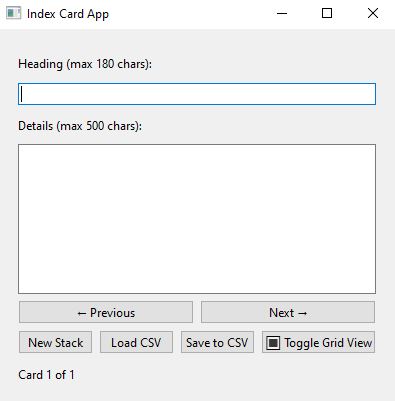 Index Card App
Heading (max 180 chars):
Details (max 500 chars):
← Previous Next →
New Stack Load CSV Save to CSV Toggle Grid View
Card 1 of 1